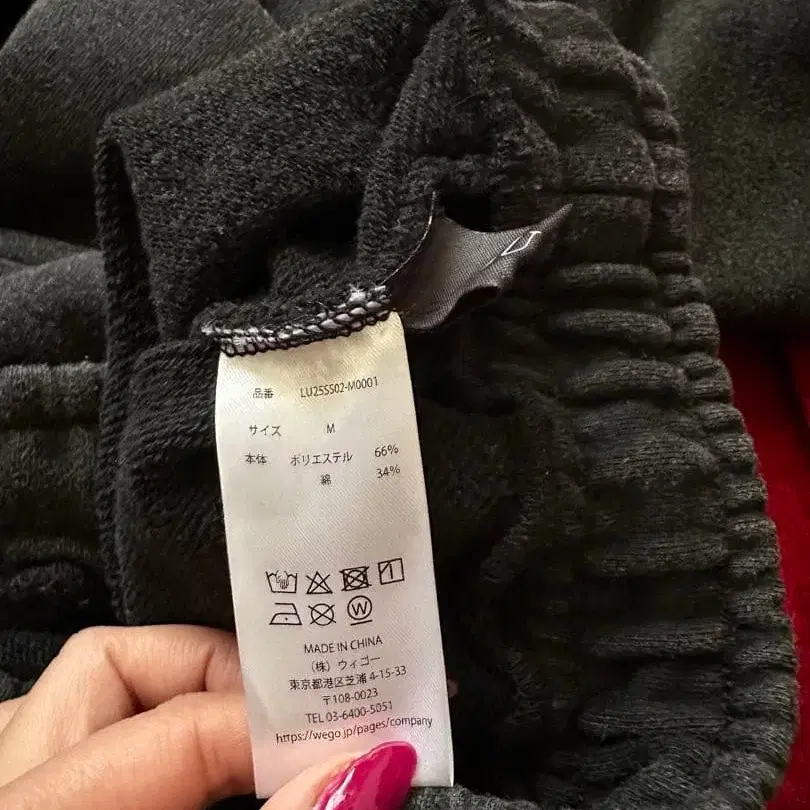 品番 LU25SS02-M0001
サイズ M
本体 ポリエステル 66%
綿 34%
W
MADE IN CHINA
(株) ウィゴー
東京都港区芝浦 4-15-33
〒108-0023
TEL 03-6400-5051
https://wego.jp/pages/company